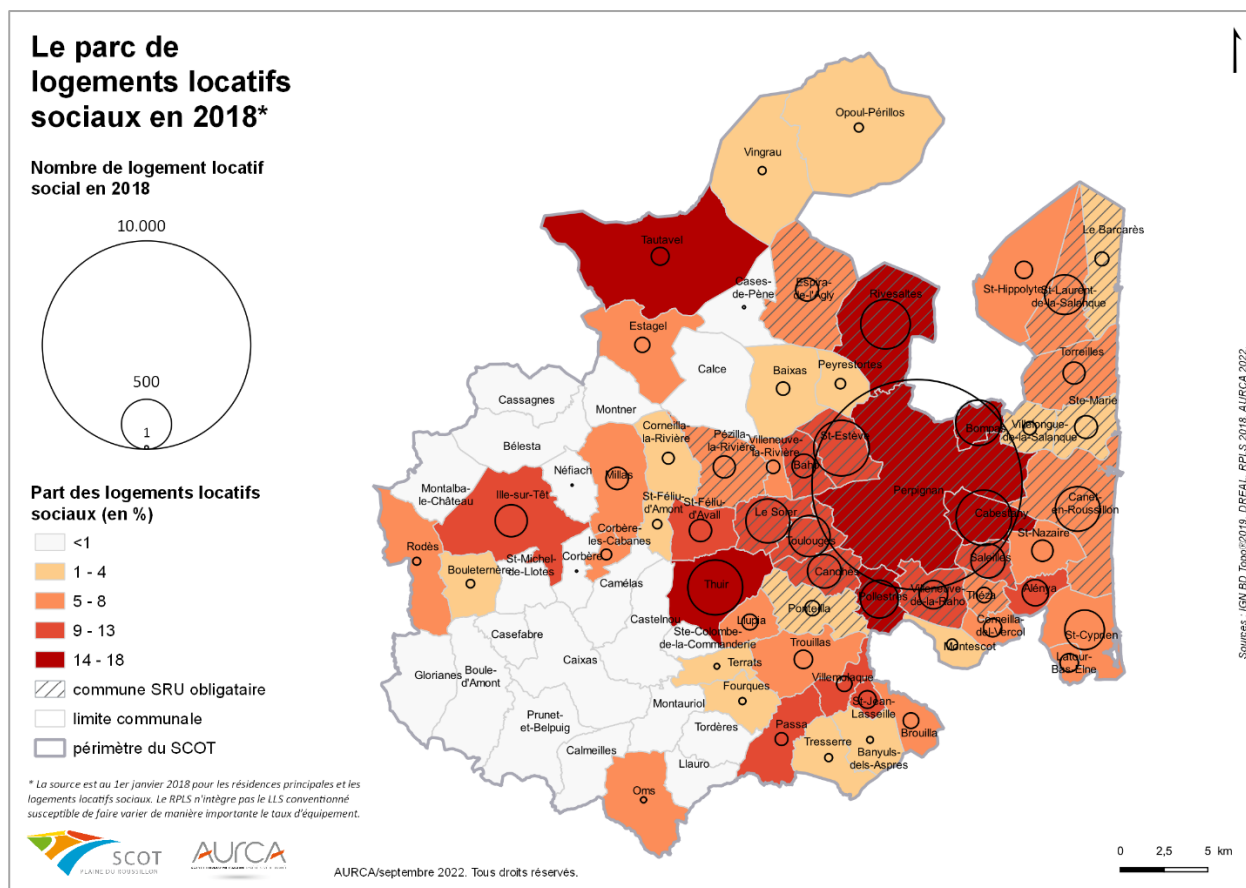 Le parc de
logements locatifs
sociaux en 2018*
Nombre de logement locatif
social en 2018
10.000
500
1
Part des logements locatifs
sociaux (en %)
<1
1 - 4
5 - 8
9 - 13
14 - 18
commune SRU obligataire
limite communale
périmètre du SCOT
* La source est au 1er janvier 2018 pour les résidences principales et les
logements locatifs sociaux. Le RPLS n'intègre pas le LLS conventionné
susceptible de faire varier de manière importante le taux d'équipement.
SCOT
PLAINE DU ROUSSILLON
AURCA
AURCA/septembre 2022. Tous droits réservés.
Opoul-Périllos
Vingrau
Tautavel
Le Barcarès
Cases-
de-Pène
Espira-
de-l'Agly
Rivesaltes
St-Hippolyte
St-Laurent-
de-la-Salanque
Estagel
Calce
Baixas
Peyrestortes
Torreilles
Cassagnes
Montner
Ste-Marie
Villelongue-
de-la-Salanque
Bompas
Bélesta
Corneilla-
la-Rivière
Pézilla-
la-Rivière
Villeneuve-
la-Rivière
St-Estève
Baho
Néfiach
Millas
Perpignan
Montalba-
le-Château
Ille-sur-Têt
St-Féliu-
d'Amont
St-Féliu-
d'Avall
Le Soler
Toulouges
Cabestany
Canet-
en-Roussillon
Corbère-
les-Cabanes
St-Nazaire
Rodès
Bouleternère
St-Michel-
de-Llotes
Corbère
Camélas
Thuir
Canohès
Saleilles
Pollestres
Villeneuve-
de-la-Raho
Théza
Alénya
Castelnou
Ponteilla
Llupia
Ste-Colombe-
de-la-Commanderie
Corneilla-
del-Vercol
St-Cyprien
Casefabre
Montescot
Latour-
Bas-Elne
Glorianes
Boule-
d'Amont
Caixas
Terrats
Trouillas
Fourques
Villemolaque
St-Jean-
Lasseille
Montauriol
Prunet-
et-Belpuig
Tordères
Passa
Brouilla
Calmeilles
Tresserre
Banyuls-
dels-Aspres
Llauro
Oms
0 2,5 5 km
Sources : IGN BD Topo®2019, DREAL, RPLS 2018, AURCA 2022